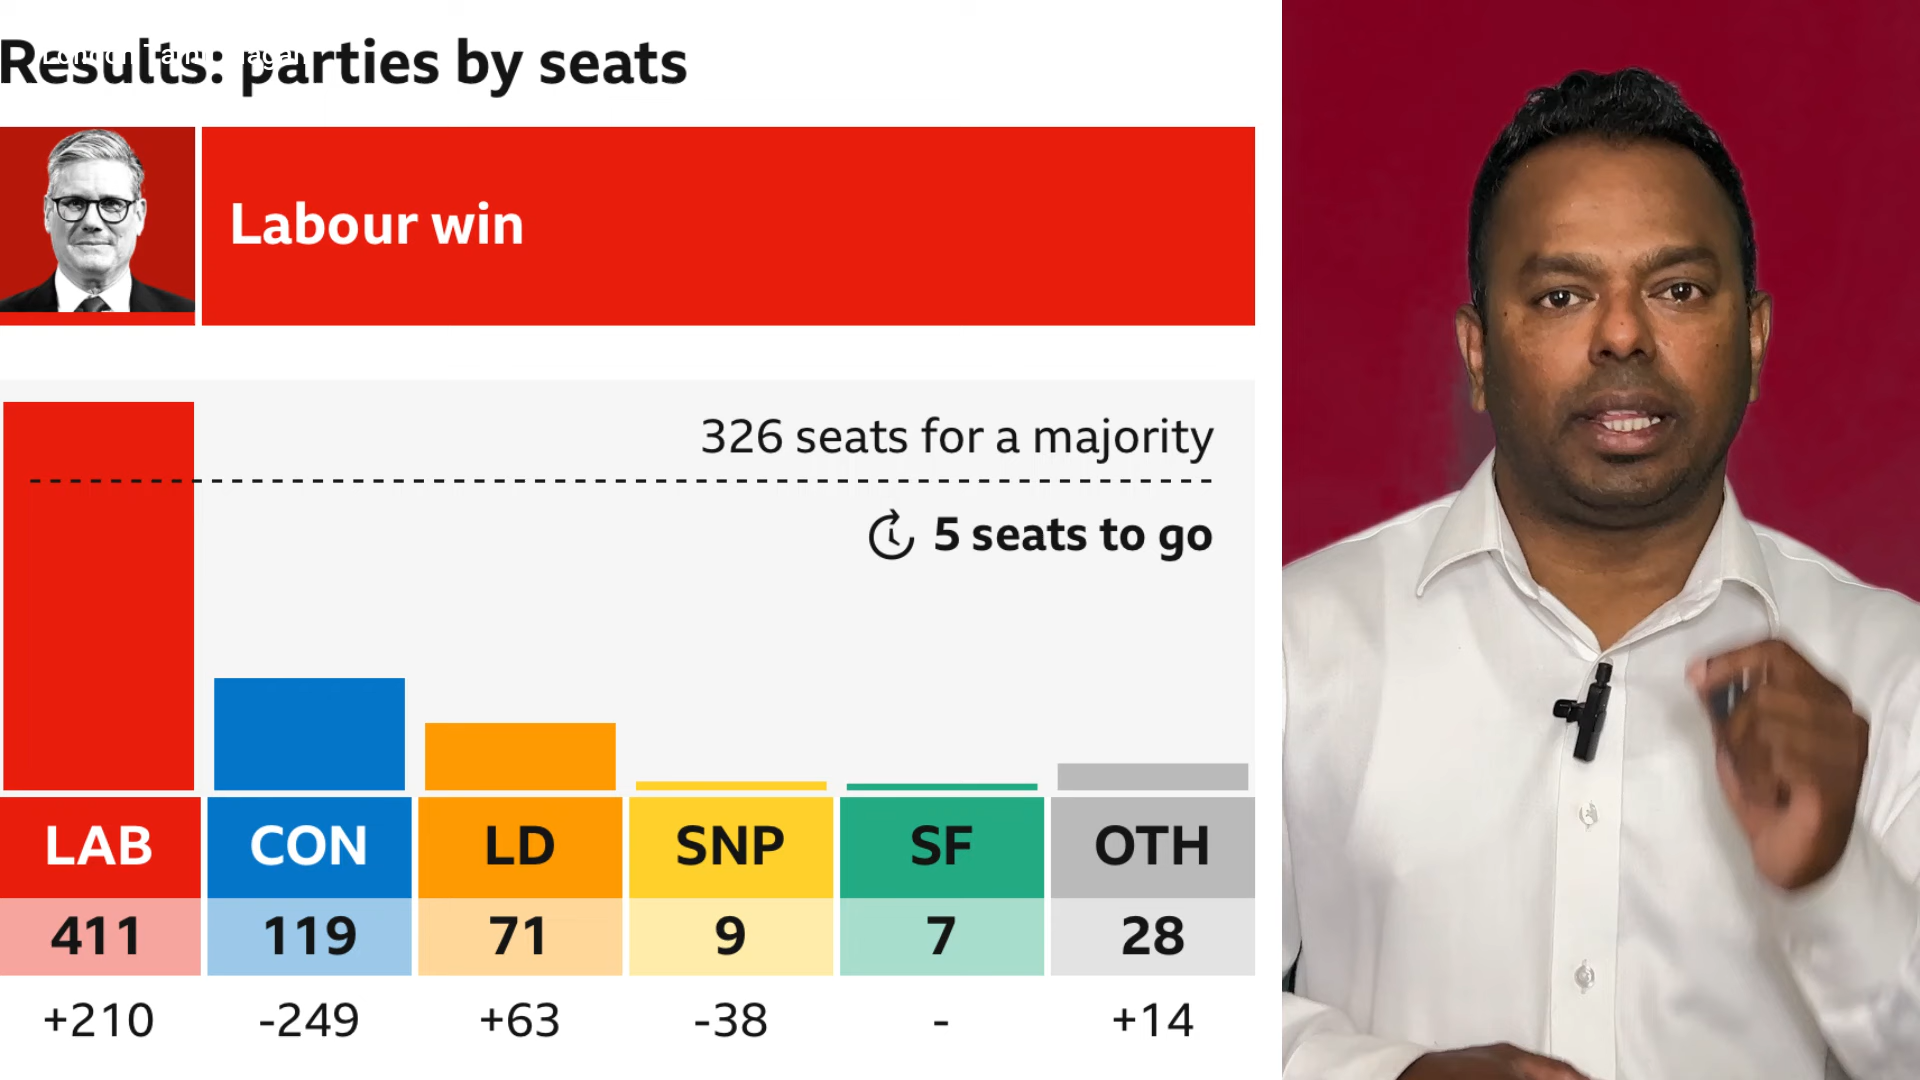 Results: parties by seats
Labour win
326 seats for a majority
5 seats to go
LAB CON LD SNP SF OTH
411 119 71 9 7 28
+210 -249 +63 -38 - +14